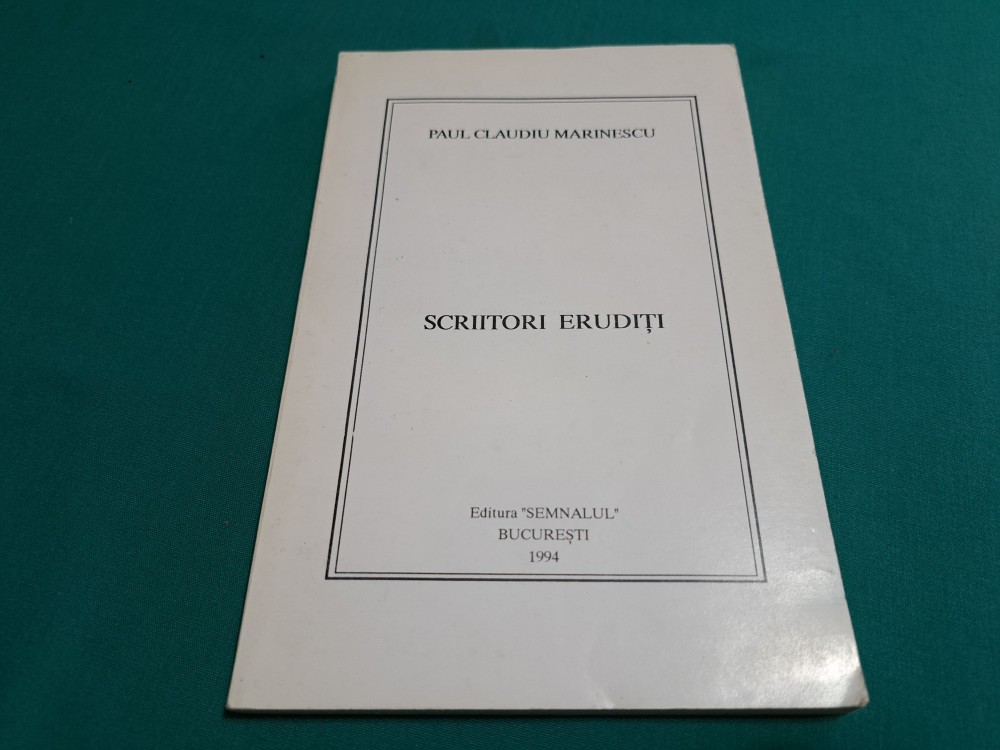 PAUL CLAUDIU MARINESCU
SCRIITORI ERUDIȚI
Editura "SEMNALUL"
BUCUREȘTI
1994